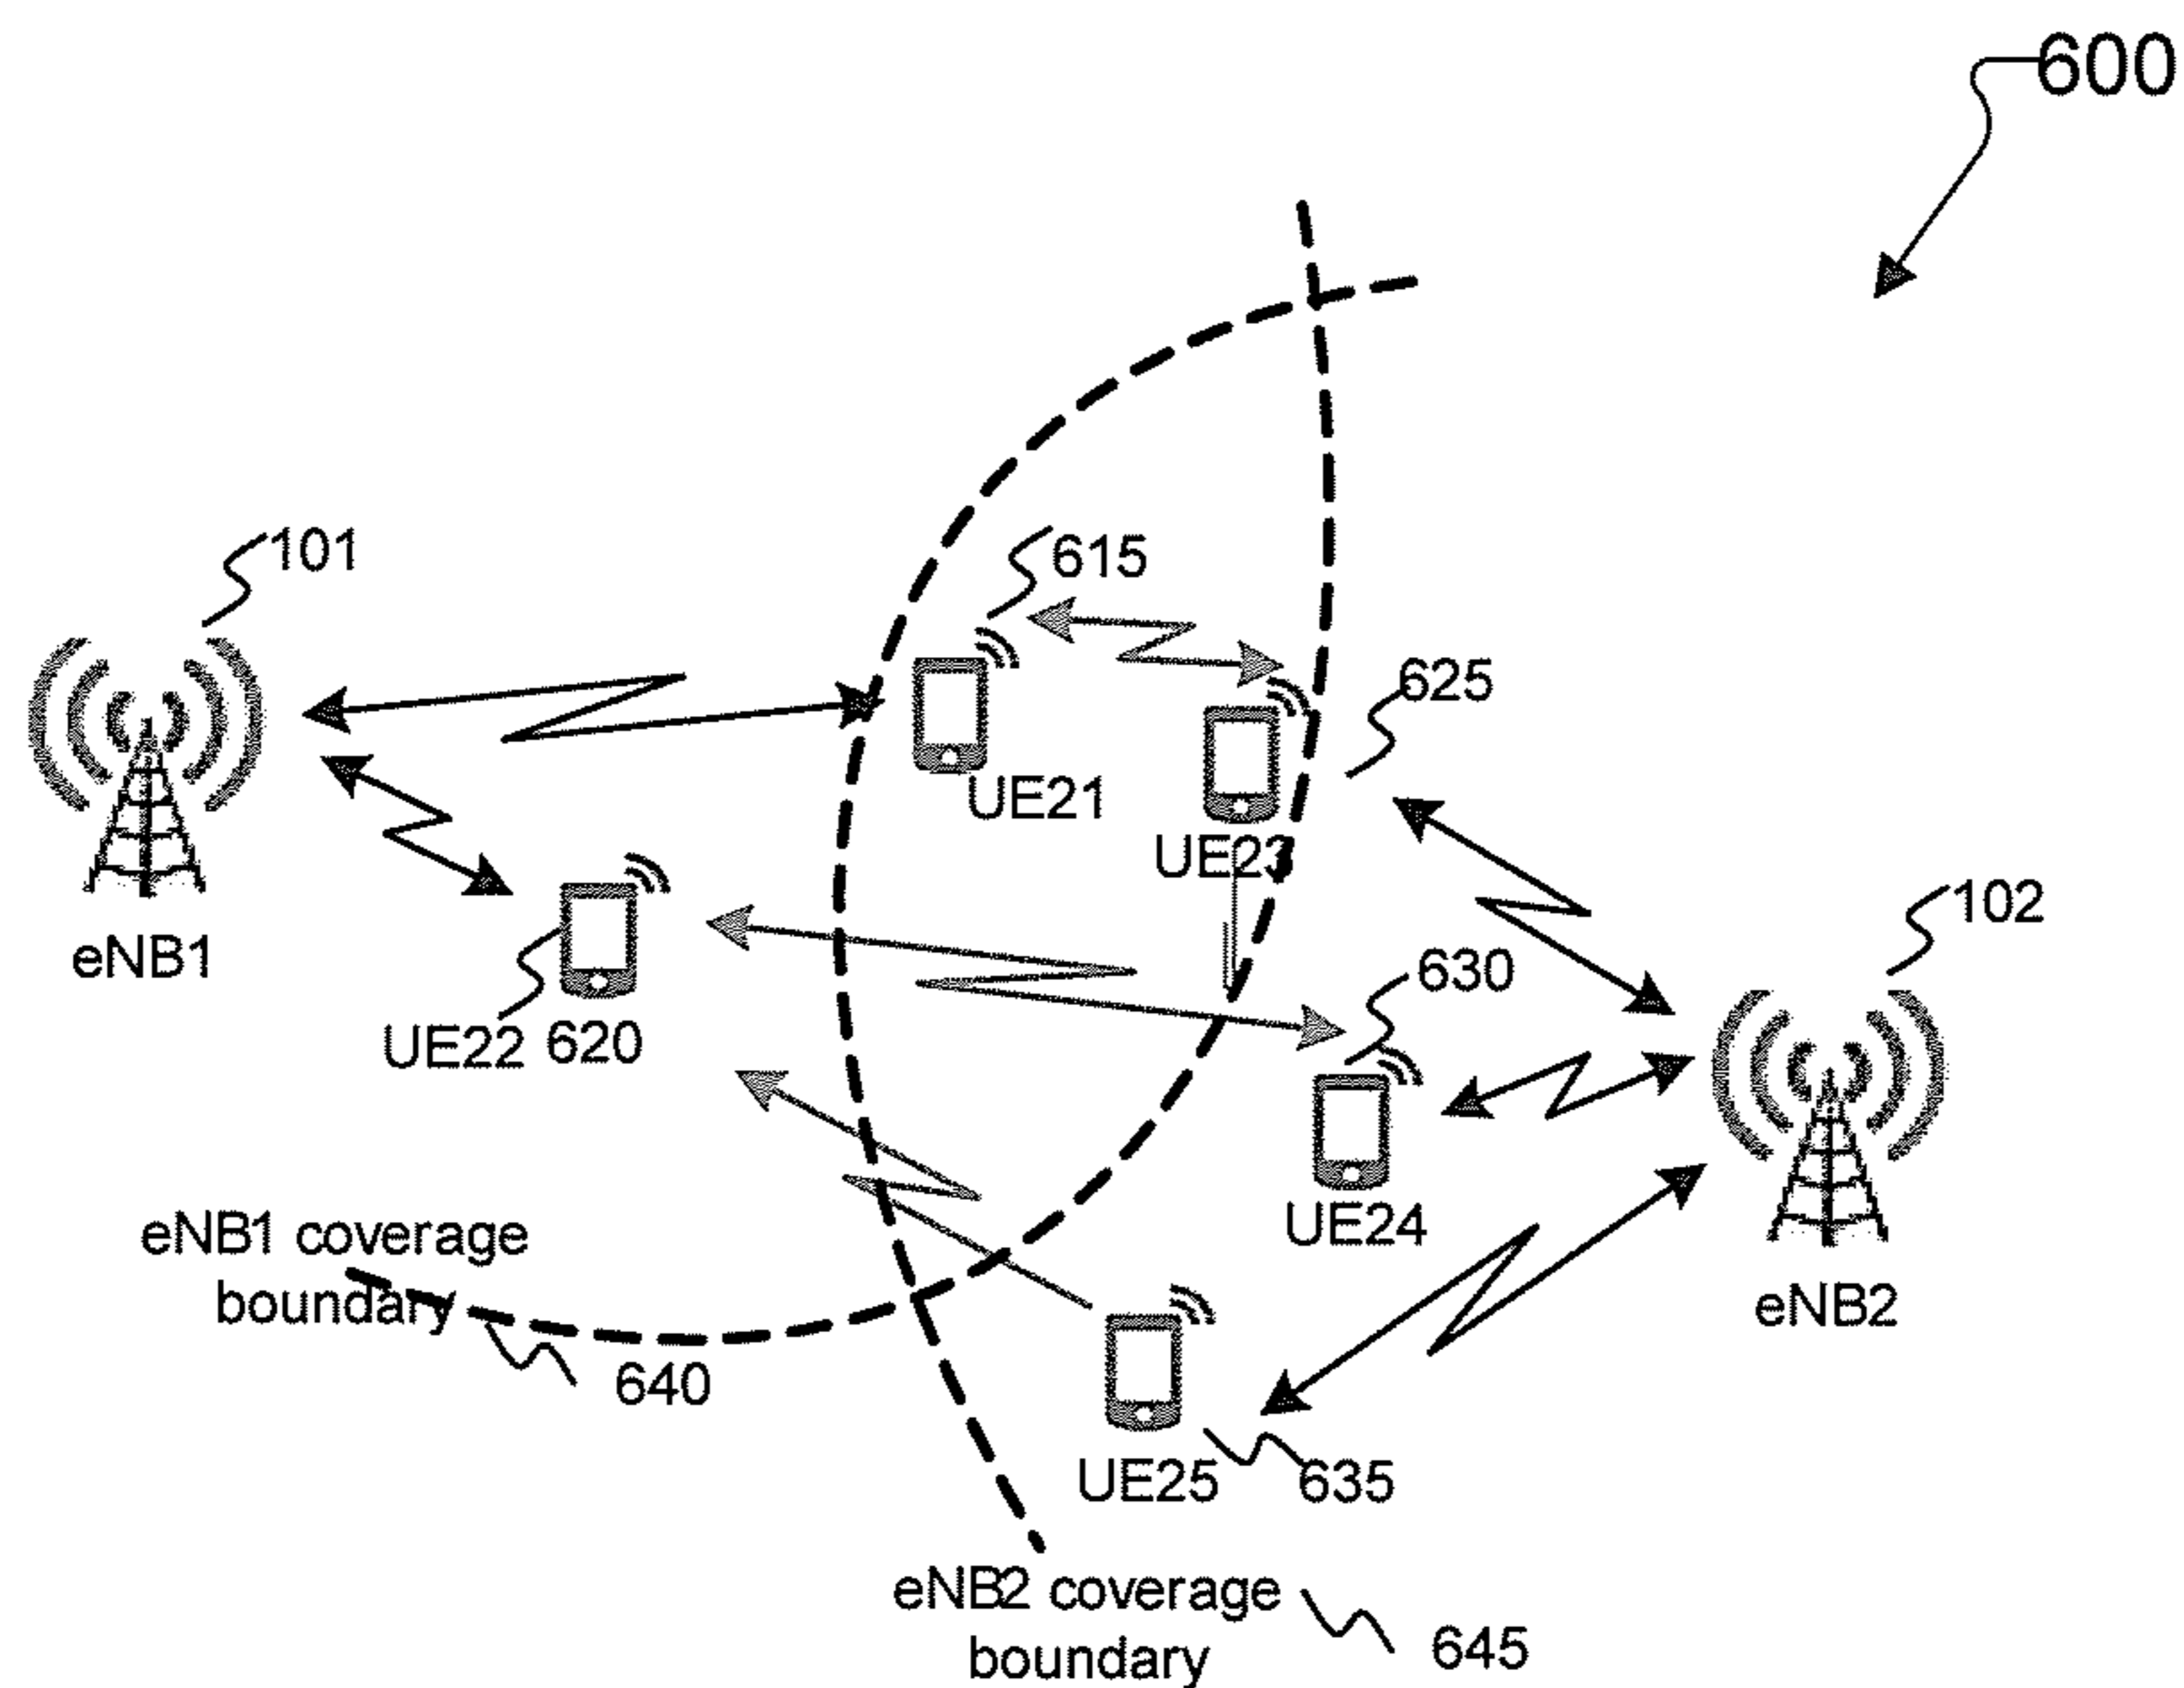 600
101
615
625
UE21
UE23
102
eNB1
630
UE22 620
eNB1 coverage
boundary
UE24
eNB2
640
UE25
635
eNB2 coverage
boundary
645